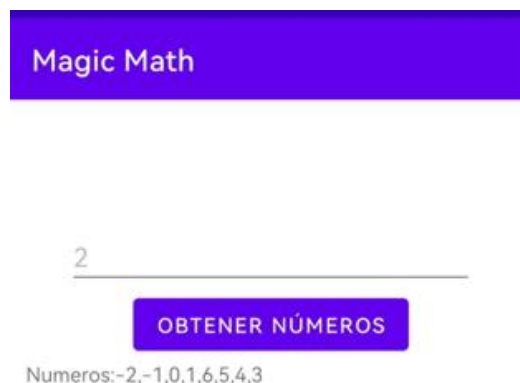 Magic Math
2
OBTENER NÚMEROS
Numeros:-2,-1,0,1,6,5,4,3